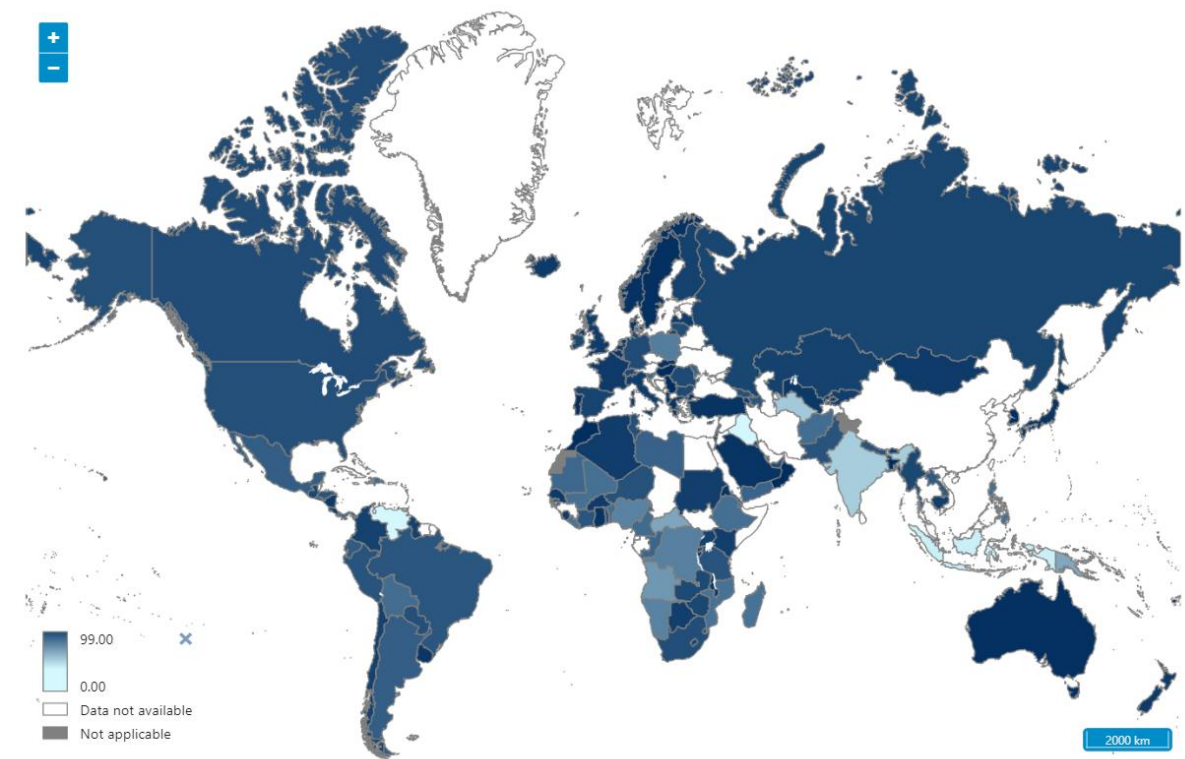 +
−
99.00
0.00
Data not available
Not applicable
2000 km